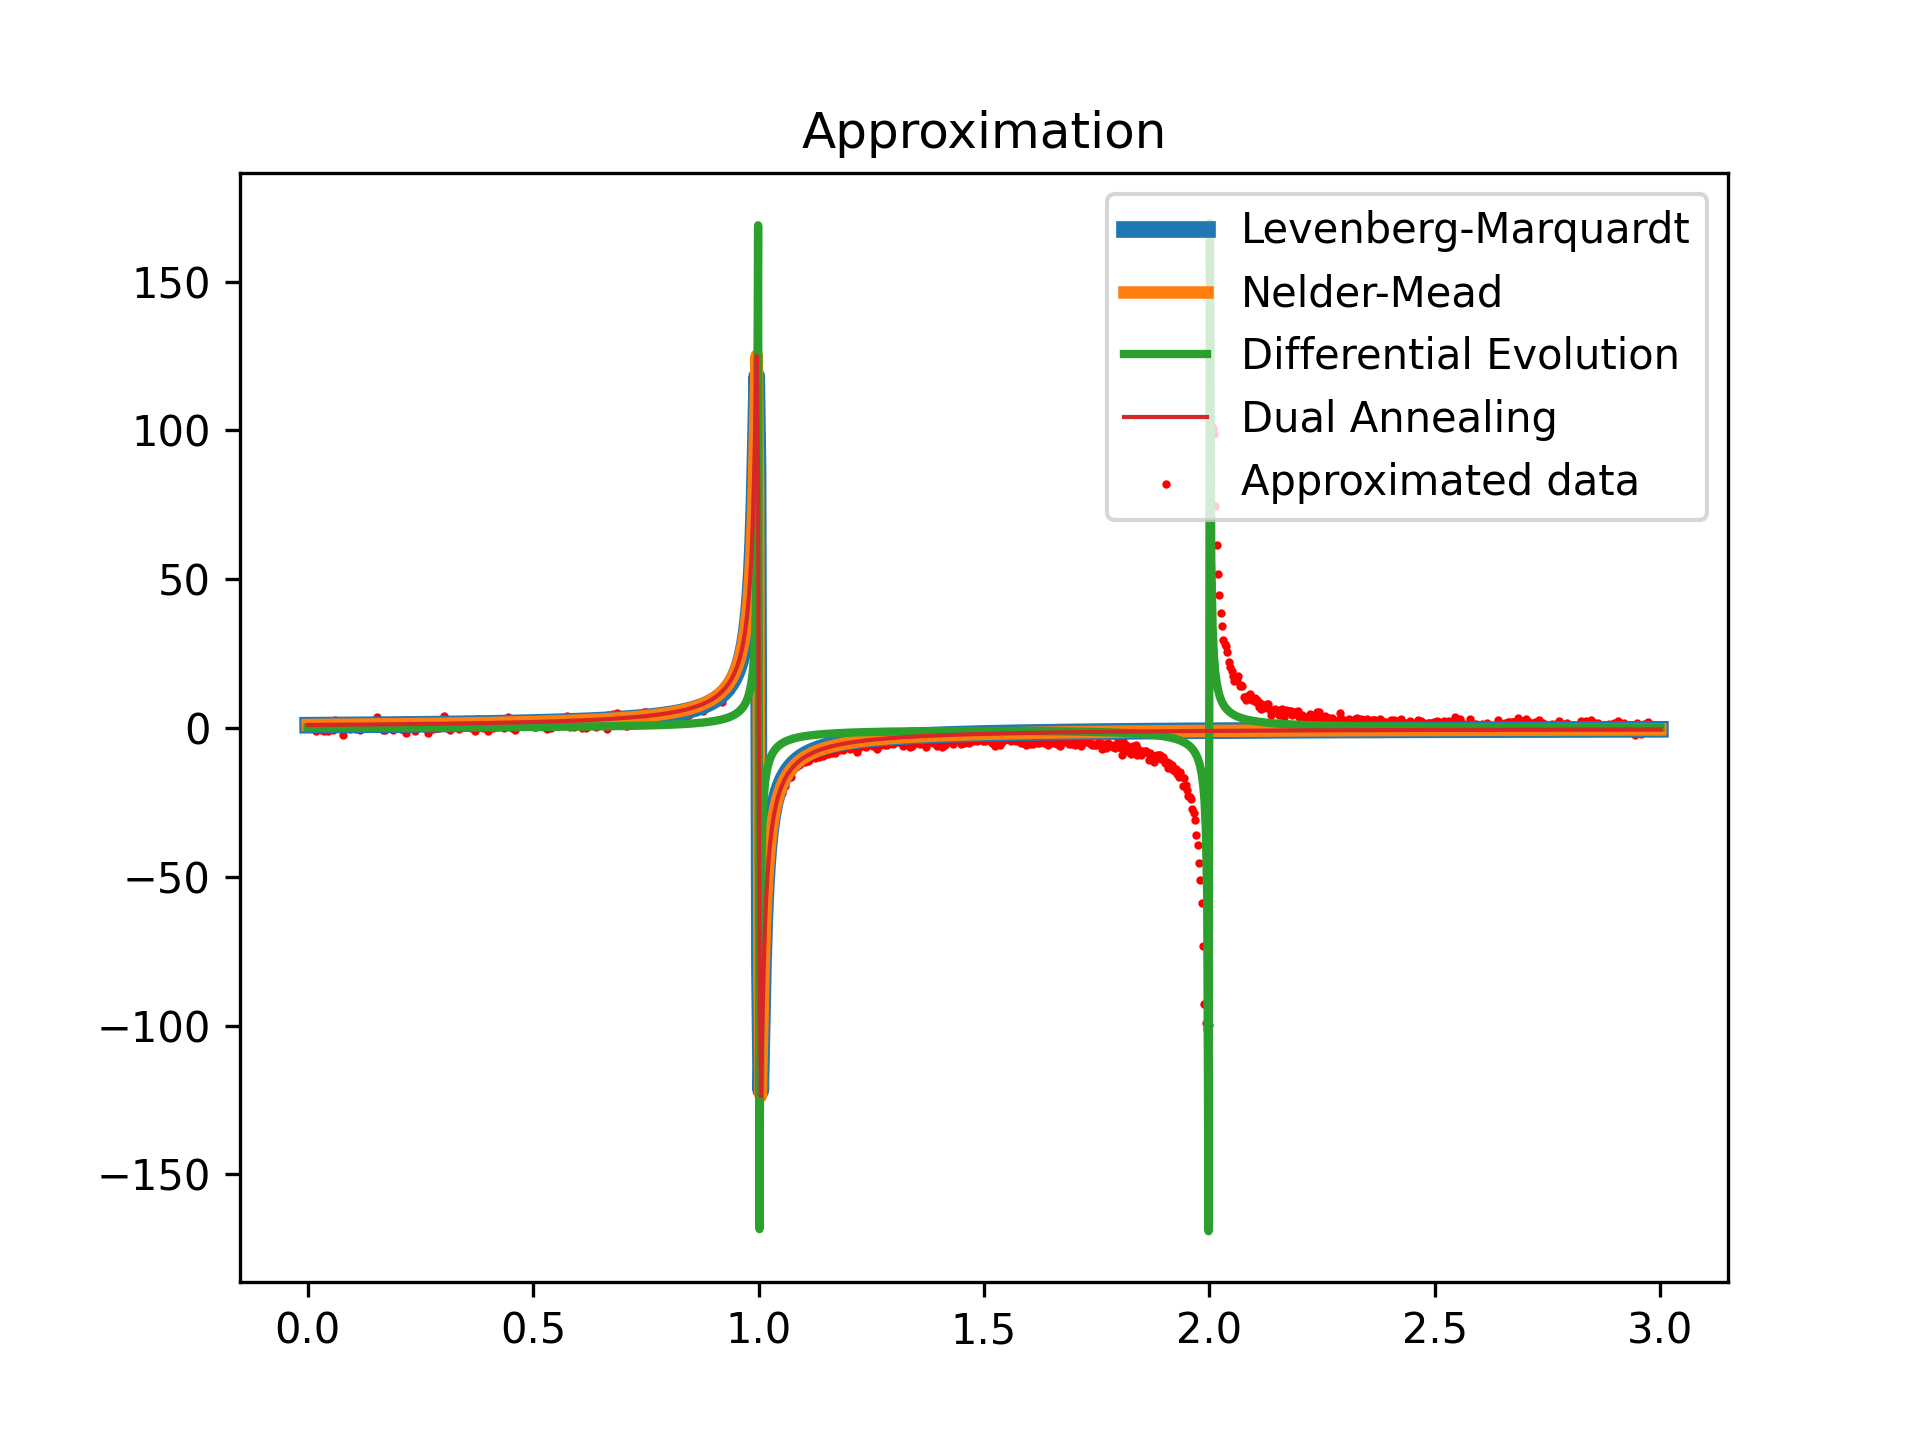 Approximation
Levenberg-Marquardt
Nelder-Mead
Differential Evolution
Dual Annealing
Approximated data
150
100
50
0
−50
−100
−150
0.0 0.5 1.0 1.5 2.0 2.5 3.0